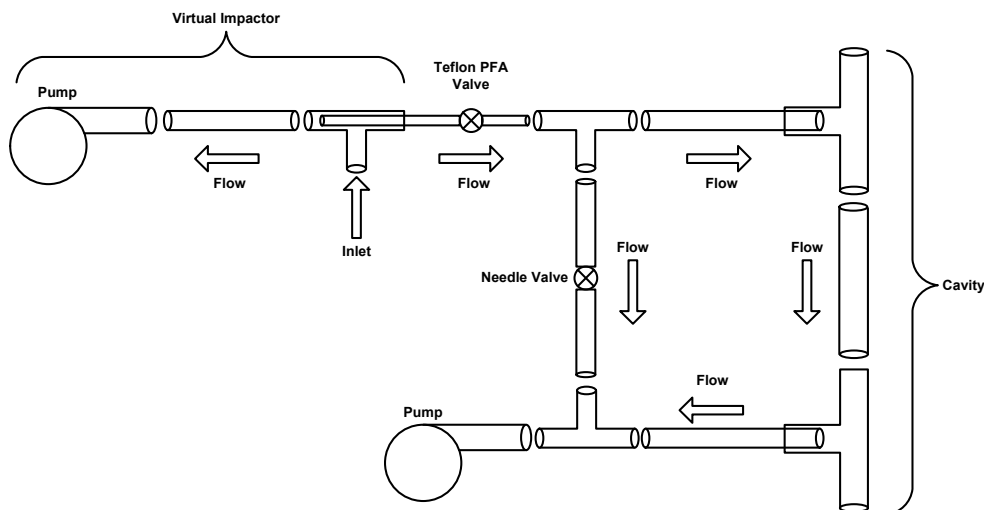 Virtual Impactor
Teflon PFA
Valve
Pump
Flow
Flow
Flow
Inlet
Flow
Flow
Needle Valve
Cavity
Flow
Pump